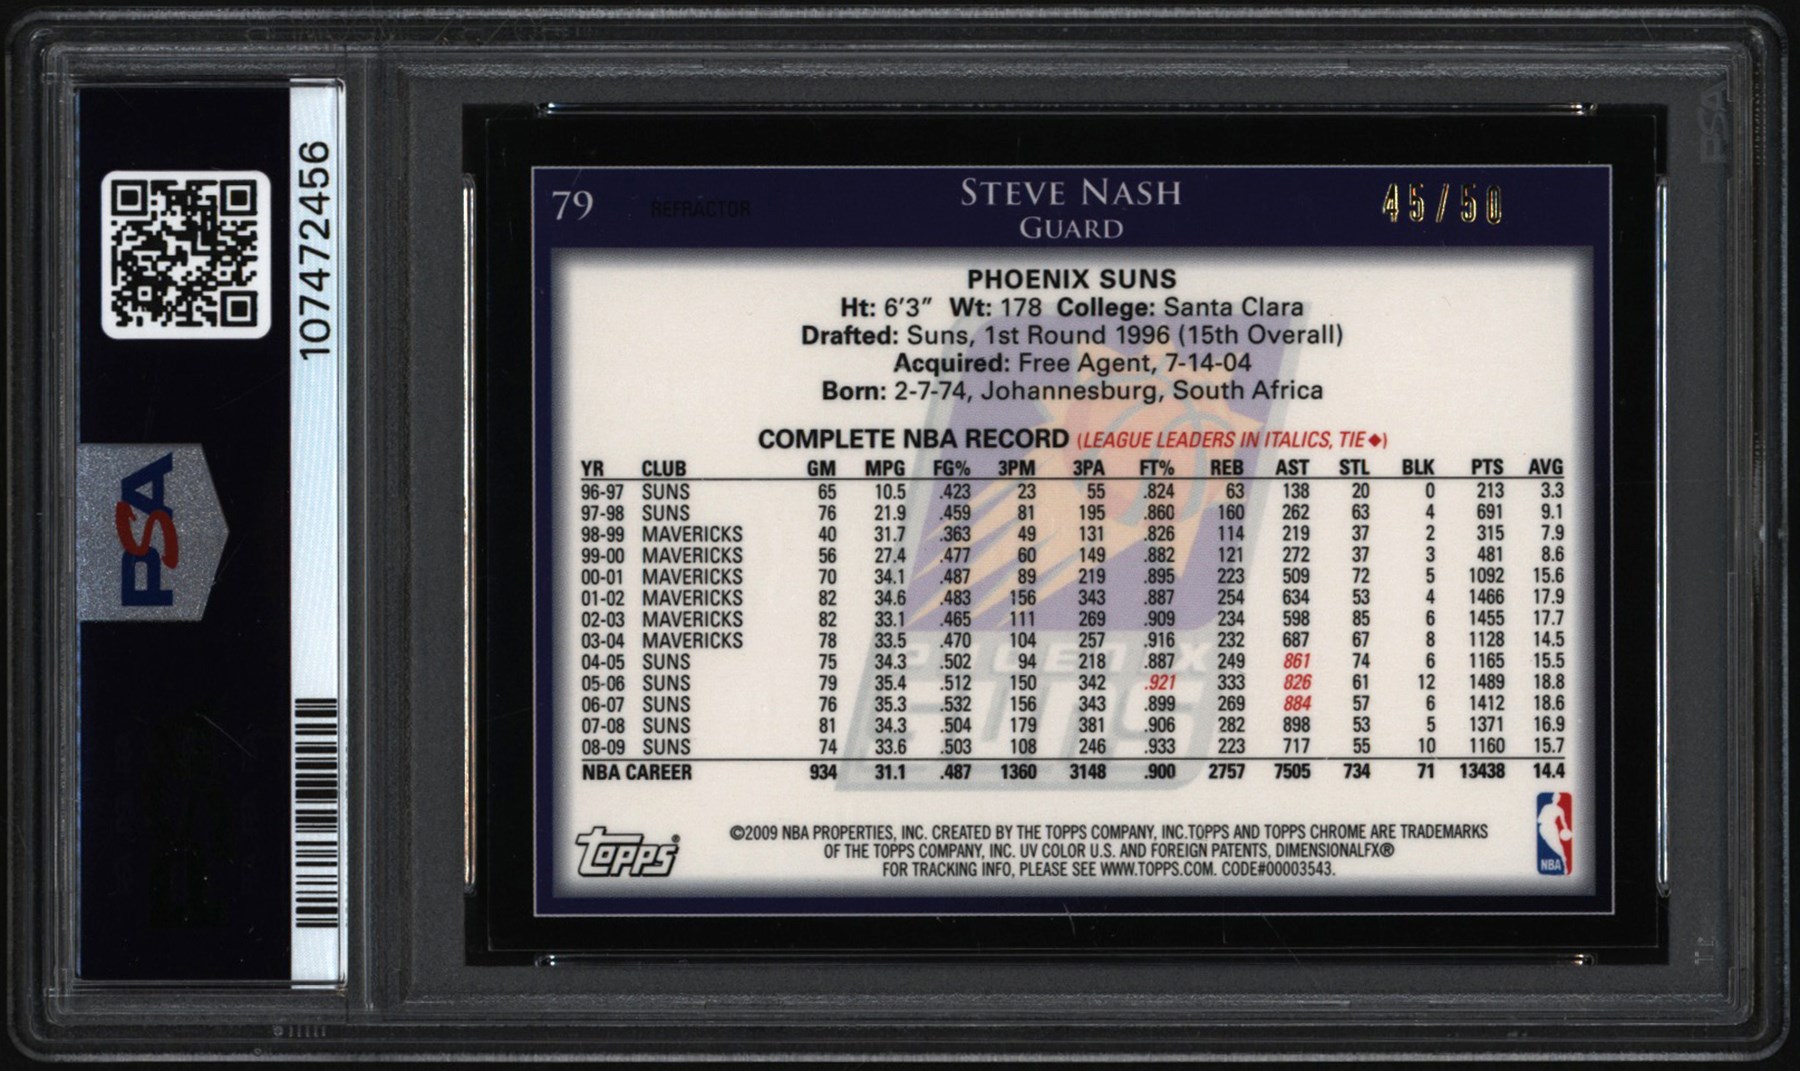 107472456
PSA
79 REFRACTOR STEVE NASH 45/50
GUARD
PHOENIX SUNS
Ht: 6'3" Wt: 178 College: Santa Clara
Drafted: Suns, 1st Round 1996 (15th Overall)
Acquired: Free Agent, 7-14-04
Born: 2-7-74, Johannesburg, South Africa
COMPLETE NBA RECORD (LEAGUE LEADERS IN ITALICS, TIE◆)
YR CLUB GM MPG FG% 3PM 3PA FT% REB AST STL BLK PTS AVG
96-97 SUNS 65 10.5 .423 23 55 .824 63 138 20 0 213 3.3
97-98 SUNS 76 21.9 .459 81 195 .860 160 262 63 4 691 9.1
98-99 MAVERICKS 40 31.7 .363 49 131 .826 114 219 37 2 315 7.9
99-00 MAVERICKS 56 27.4 .477 60 149 .882 121 272 37 3 481 8.6
00-01 MAVERICKS 70 34.1 .487 89 219 .895 223 509 72 5 1092 15.6
01-02 MAVERICKS 82 34.6 .483 156 343 .887 254 634 53 4 1466 17.9
02-03 MAVERICKS 82 33.1 .465 111 269 .909 234 598 85 6 1455 17.7
03-04 MAVERICKS 78 33.5 .470 104 257 .916 232 687 67 8 1128 14.5
04-05 SUNS 75 34.3 .502 94 218 .887 249 861 74 6 1165 15.5
05-06 SUNS 79 35.4 .512 150 342 .921 333 826 61 12 1489 18.8
06-07 SUNS 76 35.3 .532 156 343 .899 269 884 57 6 1412 18.6
07-08 SUNS 81 34.3 .504 179 381 .906 282 898 53 5 1371 16.9
08-09 SUNS 74 33.6 .503 108 246 .933 223 717 55 10 1160 15.7
NBA CAREER 934 31.1 .487 1360 3148 .900 2757 7505 734 71 13438 14.4
PHOENIX
SUNS
Topps®
©2009 NBA PROPERTIES, INC. CREATED BY THE TOPPS COMPANY, INC.TOPPS AND TOPPS CHROME ARE TRADEMARKS
OF THE TOPPS COMPANY, INC. UV COLOR U.S. AND FOREIGN PATENTS, DIMENSIONALFX®
FOR TRACKING INFO, PLEASE SEE WWW.TOPPS.COM. CODE#00003543.
NBA
PSA